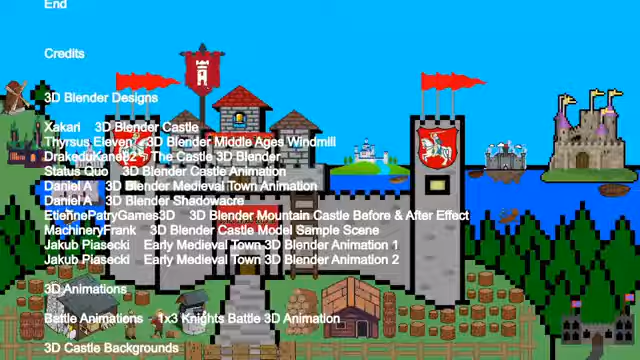 End
Credits
3D Blender Designs
Xakari 3D Blender Castle
Thyrsus Eleven 3D Blender Middle Ages Windmill
DrakeduKaneB2 The Castle 3D Blender
Status Quo 3D Blender Castle Animation
Daniel A 3D Blender Medieval Town Animation
Daniel A 3D Blender Shadowacre
EtiennePatryGames3D 3D Blender Mountain Castle Before & After Effect
MachineryFrank 3D Blender Castle Model Sample Scene
Jakub Piasecki Early Medieval Town 3D Blender Animation 1
Jakub Piasecki Early Medieval Town 3D Blender Animation 2
3D Animations
Battle Animations - 1x3 Knights Battle 3D Animation
3D Castle Backgrounds